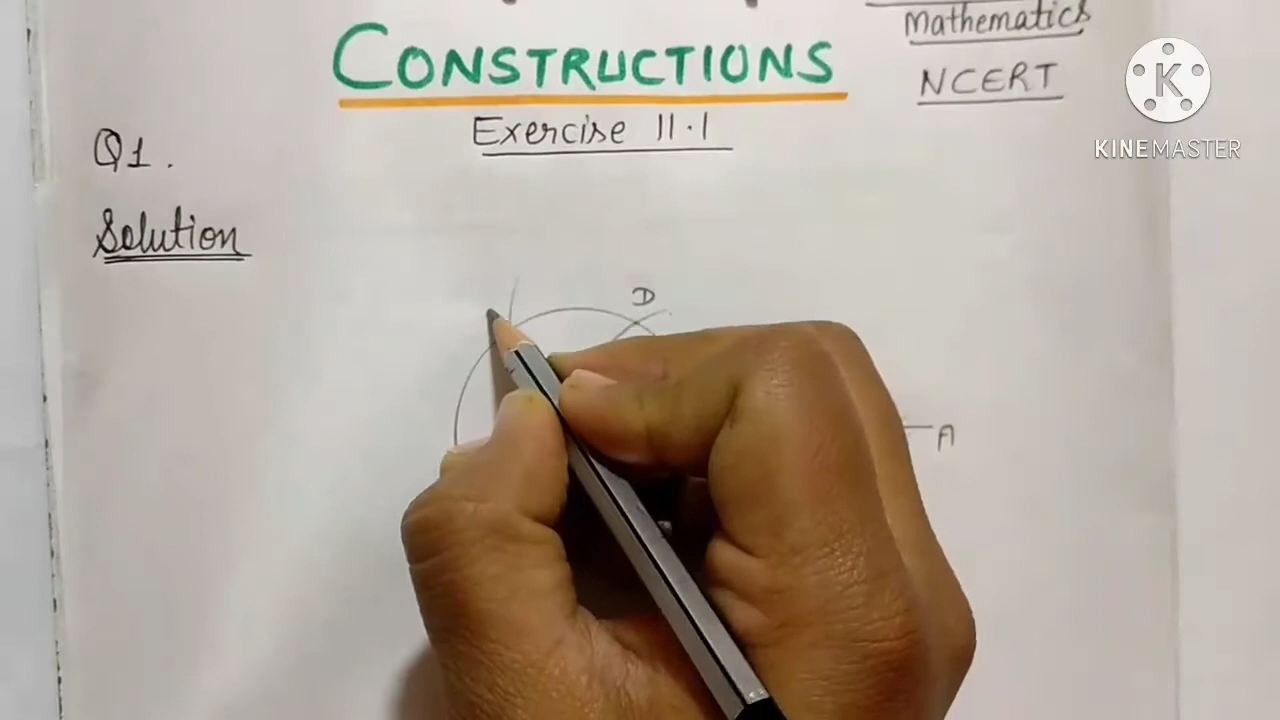 Mathematics
CONSTRUCTIONS
NCERT
Exercise 11.1
Q1.
Solution
D
A
K
KINEMASTER